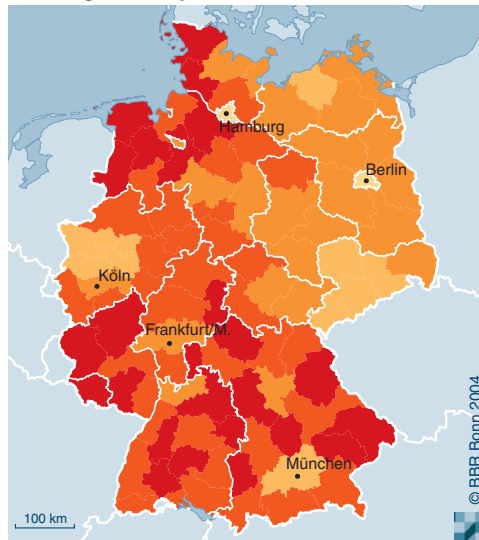 Hamburg
Berlin
Köln
Frankfurt/M.
München
100 km
© BBR Bonn 2004